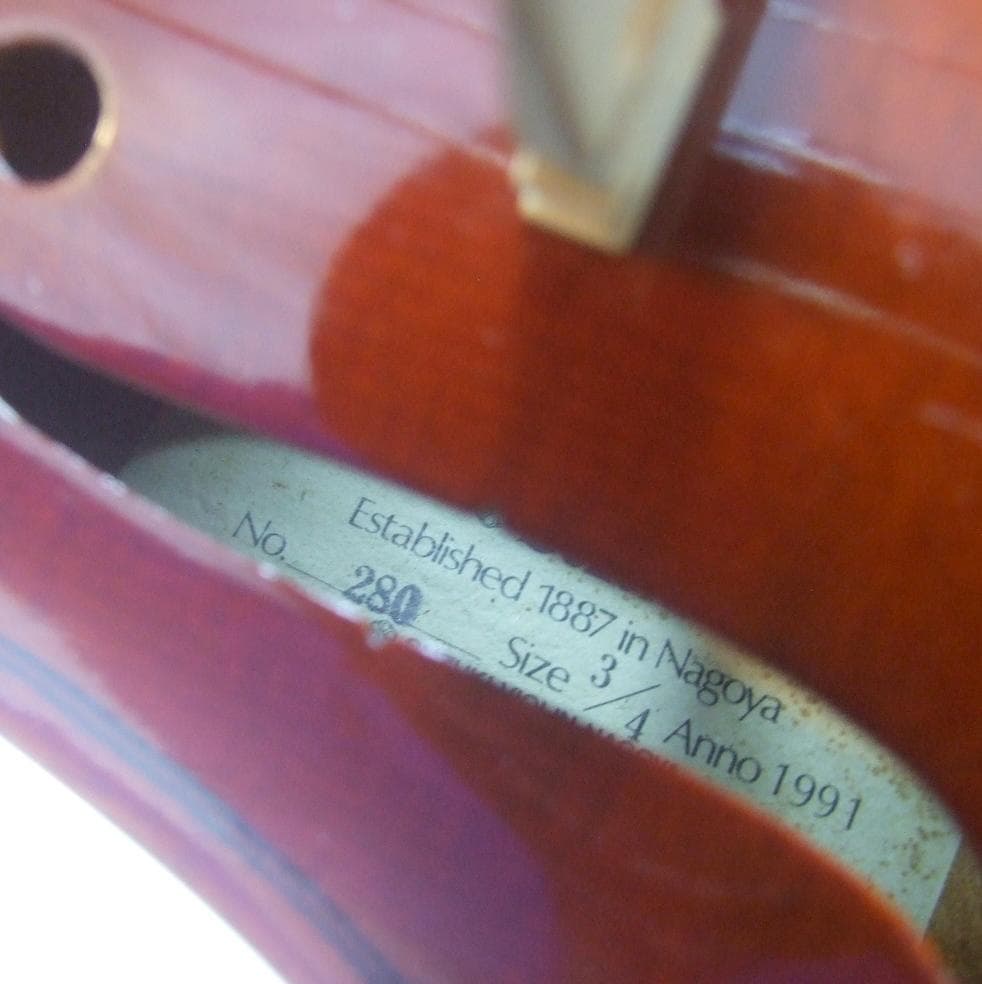 Established 1887 in Nagoya
No. 280 Size 3/4 Anno 1991